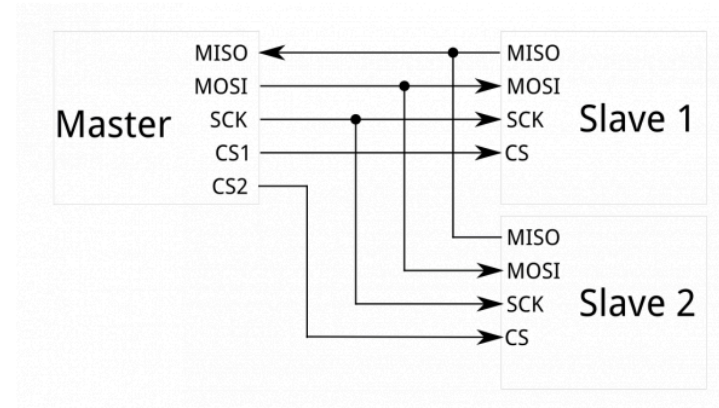 MISO
MOSI
Master
SCK
CS1
CS2
MISO
MOSI
SCK
Slave 1
CS
MISO
MOSI
SCK
Slave 2
CS